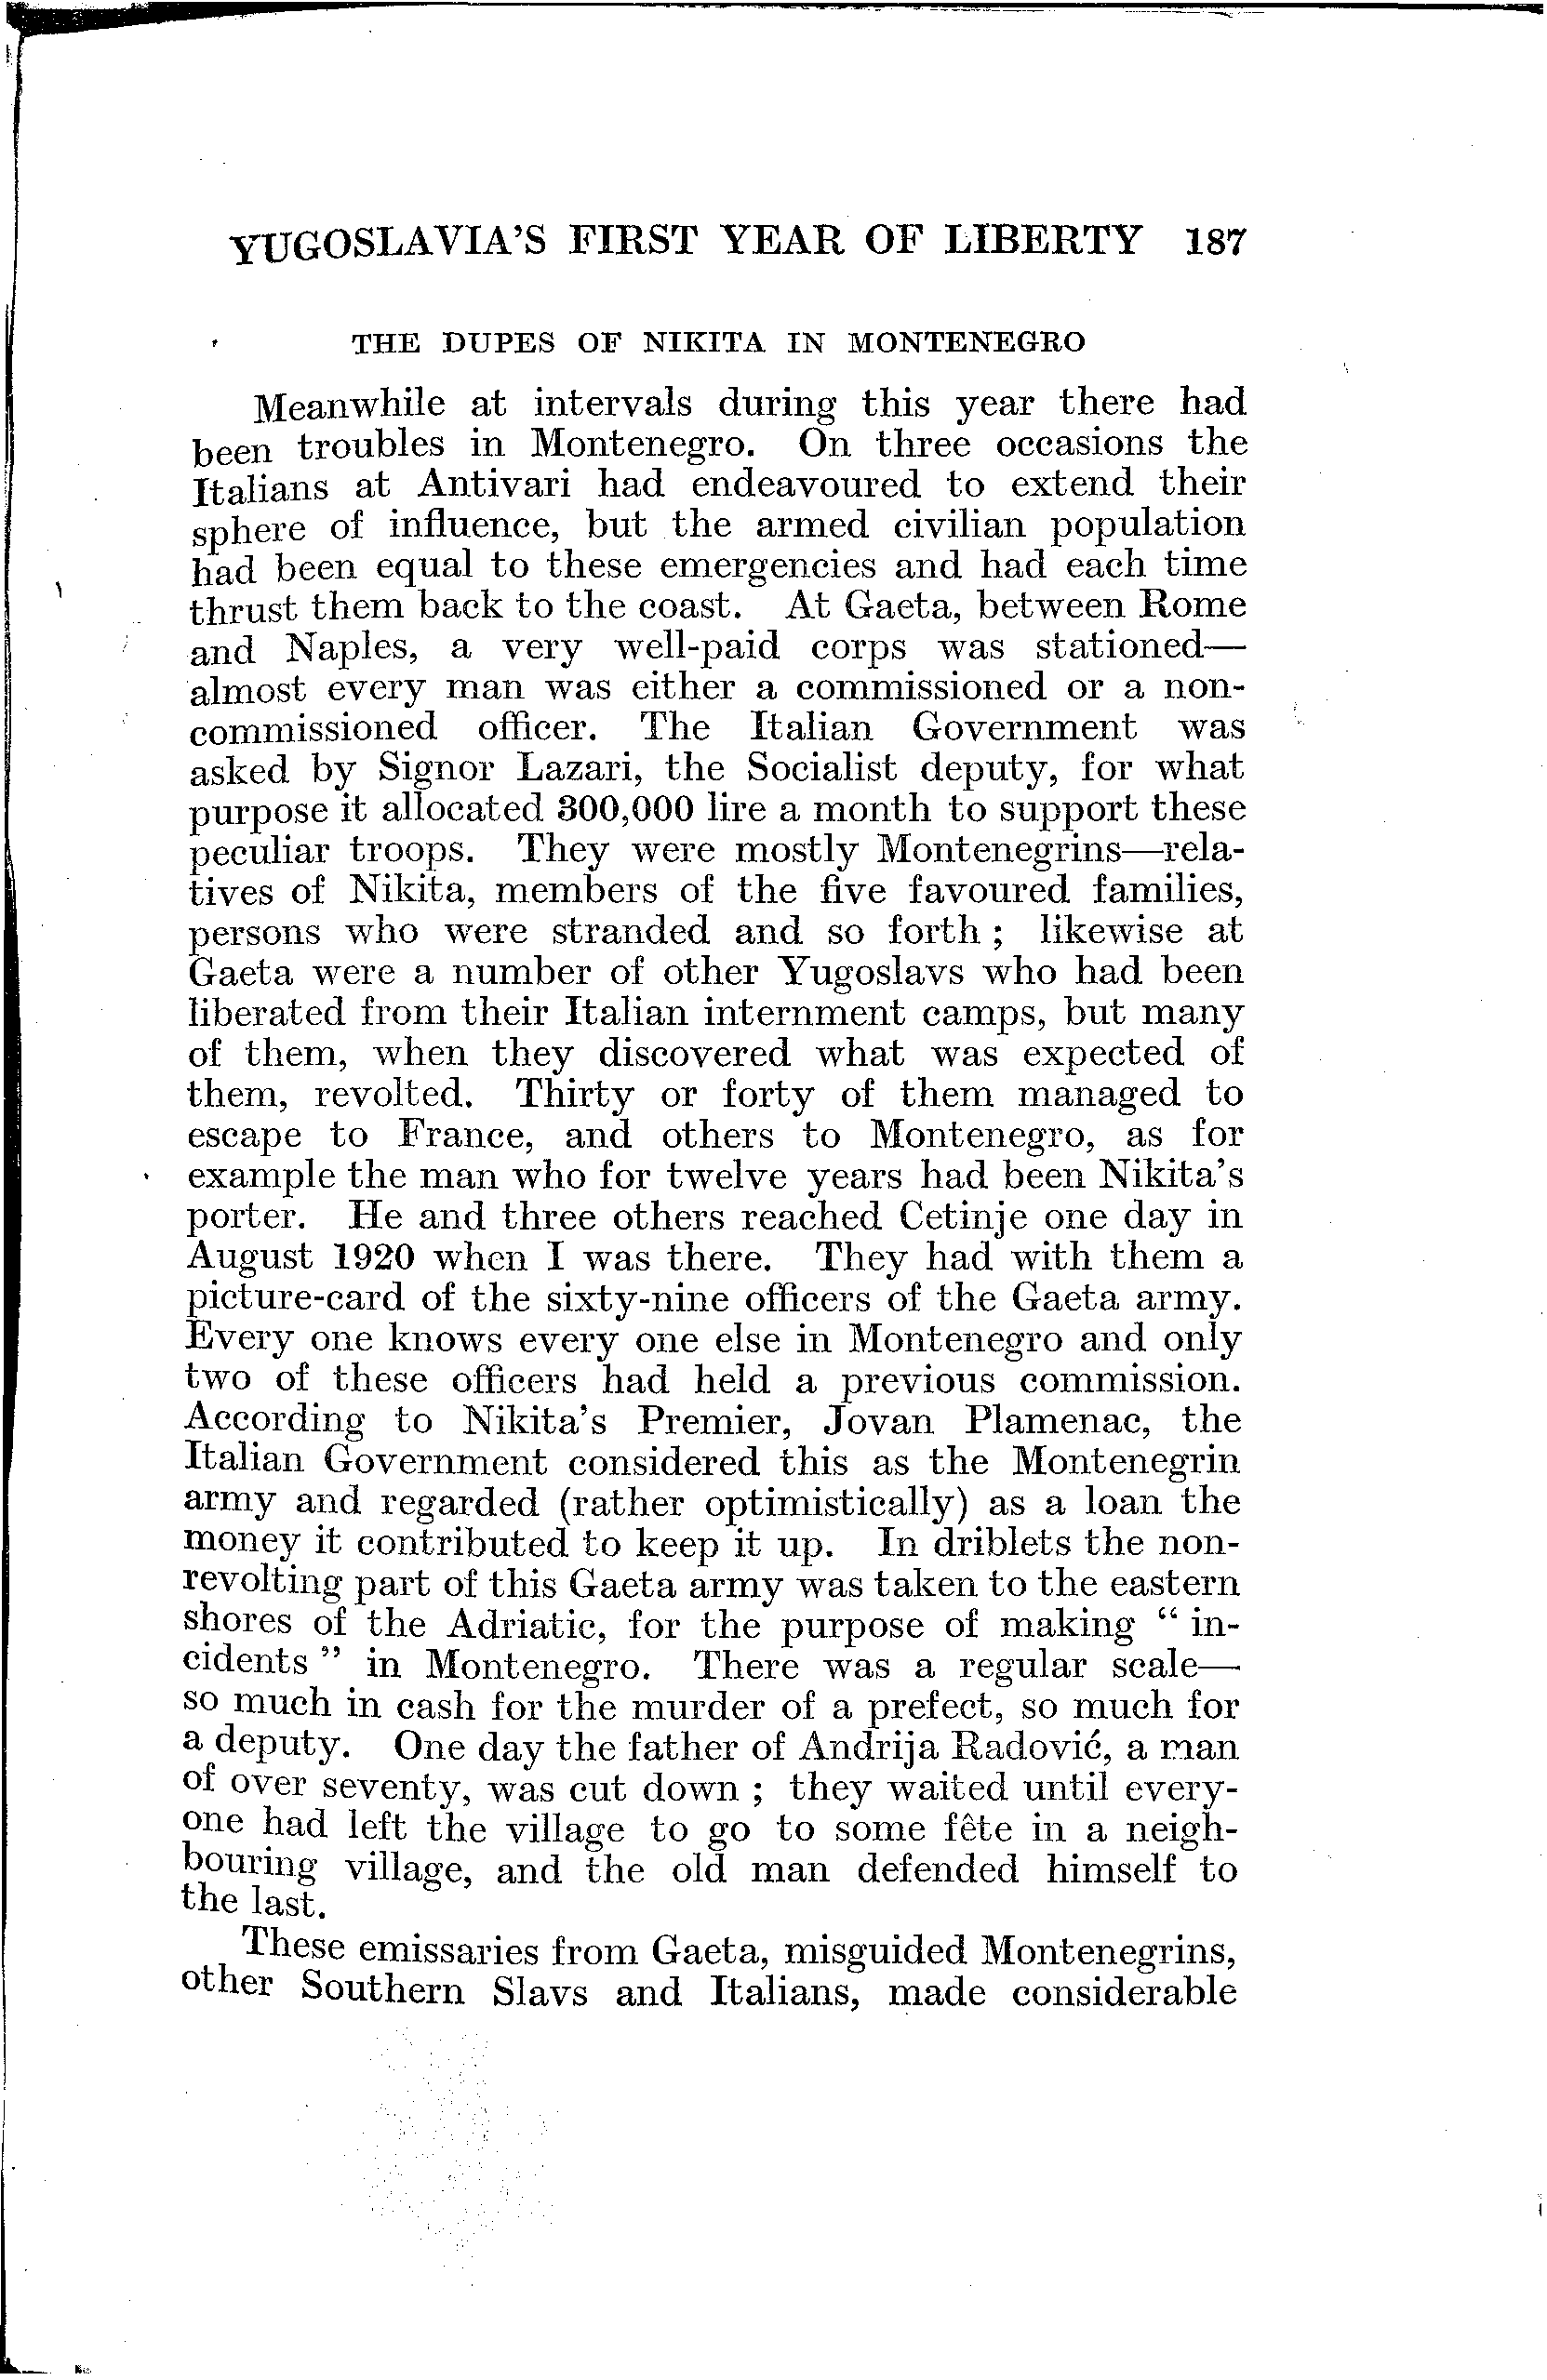 YUGOSLAVIA'S FIRST YEAR OF LIBERTY 187
THE DUPES OF NIKITA IN MONTENEGRO
Meanwhile at intervals during this year there had
been troubles in Montenegro. On three occasions the
Italians at Antivari had endeavoured to extend their
sphere of influence, but the armed civilian population
had been equal to these emergencies and had each time
thrust them back to the coast. At Gaeta, between Rome
and Naples, a very well-paid corps was stationed—
almost every man was either a commissioned or a non-
commissioned officer. The Italian Government was
asked by Signor Lazari, the Socialist deputy, for what
purpose it allocated 300,000 lire a month to support these
peculiar troops. They were mostly Montenegrins—rela-
tives of Nikita, members of the five favoured families,
persons who were stranded and so forth ; likewise at
Gaeta were a number of other Yugoslavs who had been
liberated from their Italian internment camps, but many
of them, when they discovered what was expected of
them, revolted. Thirty or forty of them managed to
escape to France, and others to Montenegro, as for
example the man who for twelve years had been Nikita's
porter. He and three others reached Cetinje one day in
August 1920 when I was there. They had with them a
picture-card of the sixty-nine officers of the Gaeta army.
Every one knows every one else in Montenegro and only
two of these officers had held a previous commission.
According to Nikita's Premier, Jovan Plamenac, the
Italian Government considered this as the Montenegrin
army and regarded (rather optimistically) as a loan the
money it contributed to keep it up. In driblets the non-
revolting part of this Gaeta army was taken to the eastern
shores of the Adriatic, for the purpose of making “ in-
cidents ” in Montenegro. There was a regular scale—
so much in cash for the murder of a prefect, so much for
a deputy. One day the father of Andrija Radović, a man
of over seventy, was cut down ; they waited until every-
one had left the village to go to some fête in a neigh-
bouring village, and the old man defended himself to
the last.
These emissaries from Gaeta, misguided Montenegrins,
other Southern Slavs and Italians, made considerable